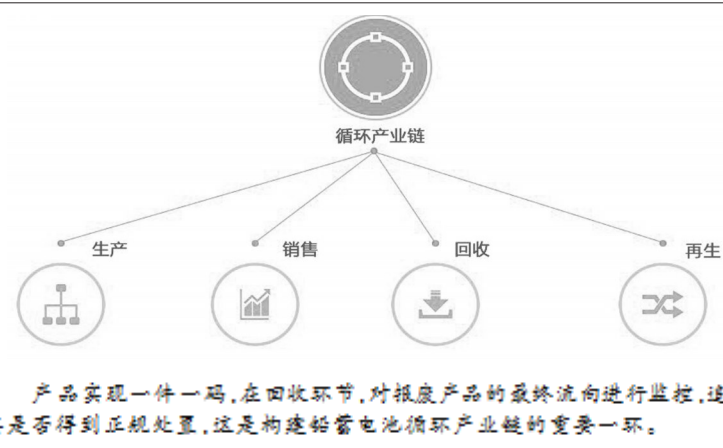 循环产业链
生产
销售
回收
再生
产品实现一件一码,在回收环节,对报废产品的最终流向进行监控,追
是否得到正规处置,这是构建铅蓄电池循环产业链的重要一环。